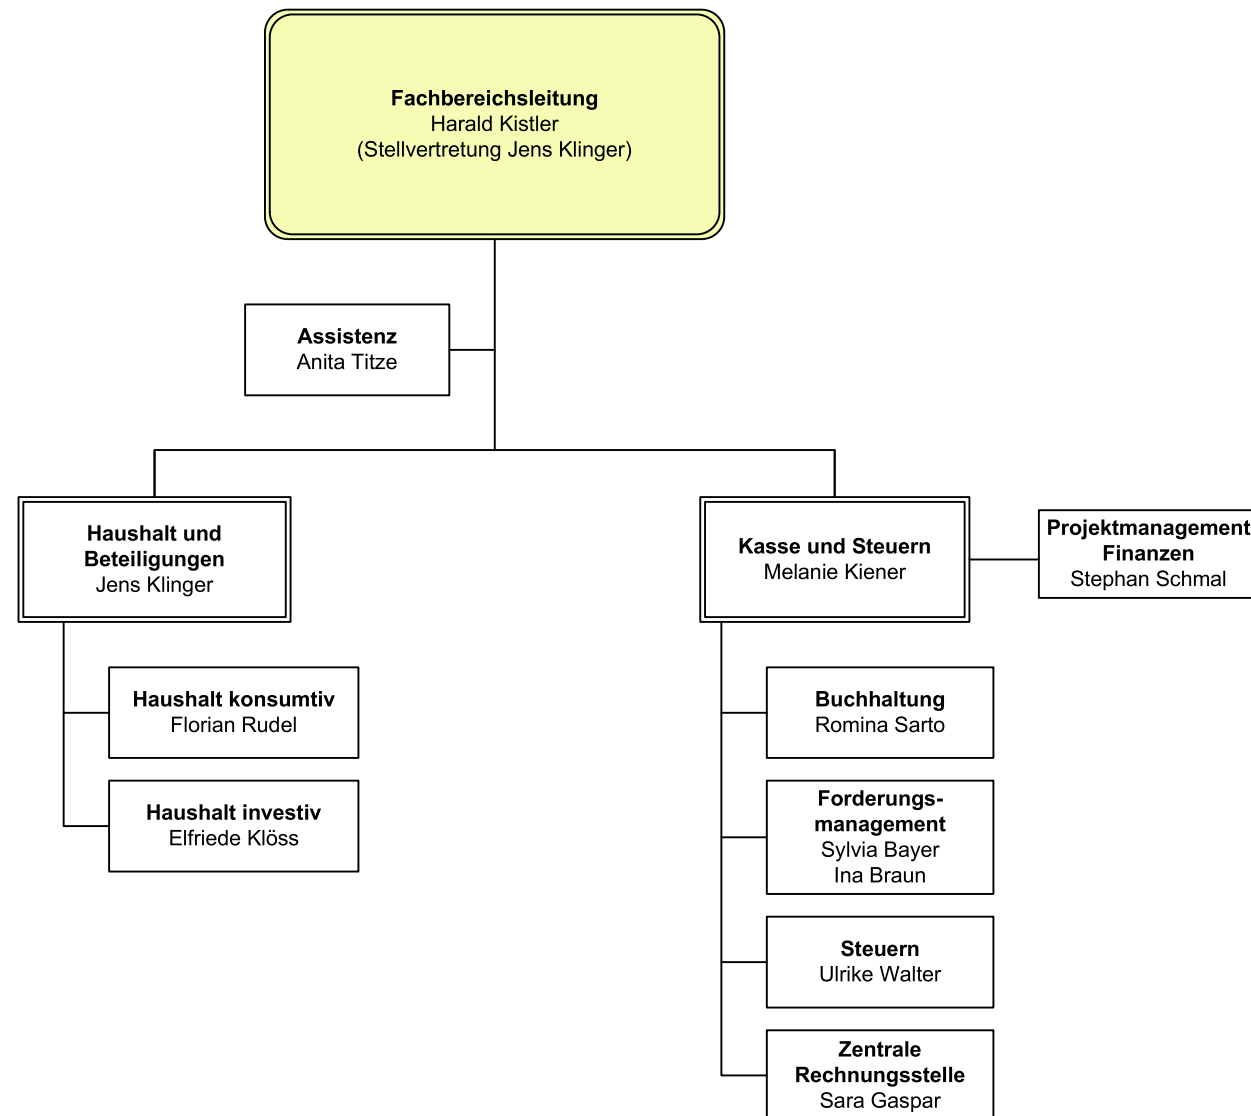 Fachbereichsleitung
Harald Kistler
(Stellvertretung Jens Klinger)
Assistenz
Anita Titze
Haushalt und
Beteiligungen
Jens Klinger
Kasse und Steuern
Melanie Kiener
Projektmanagement
Finanzen
Stephan Schmal
Haushalt konsumtiv
Florian Rudel
Haushalt investiv
Elfriede Klöss
Buchhaltung
Romina Sarto
Forderungs-
management
Sylvia Bayer
Ina Braun
Steuern
Ulrike Walter
Zentrale
Rechnungsstelle
Sara Gaspar